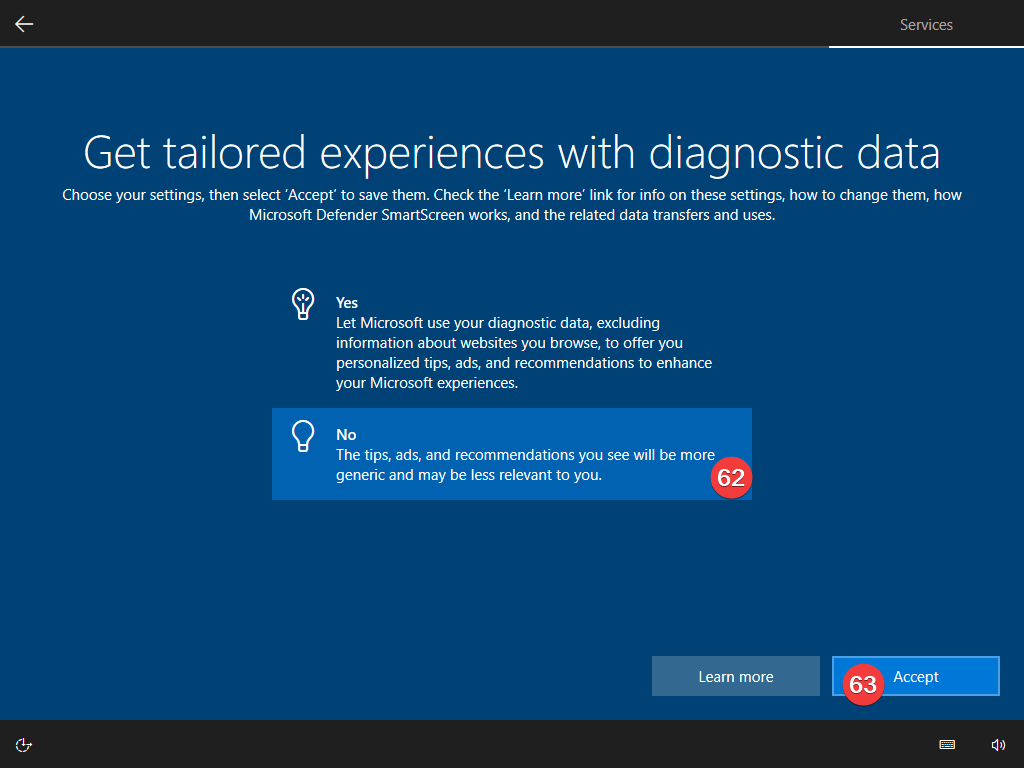 Services
Get tailored experiences with diagnostic data
Choose your settings, then select ‘Accept’ to save them. Check the ‘Learn more’ link for info on these settings, how to change them, how
Microsoft Defender SmartScreen works, and the related data transfers and uses.
Yes
Let Microsoft use your diagnostic data, excluding
information about websites you browse, to offer you
personalized tips, ads, and recommendations to enhance
your Microsoft experiences.
No
The tips, ads, and recommendations you see will be more
generic and may be less relevant to you.
62
Learn more
63
Accept